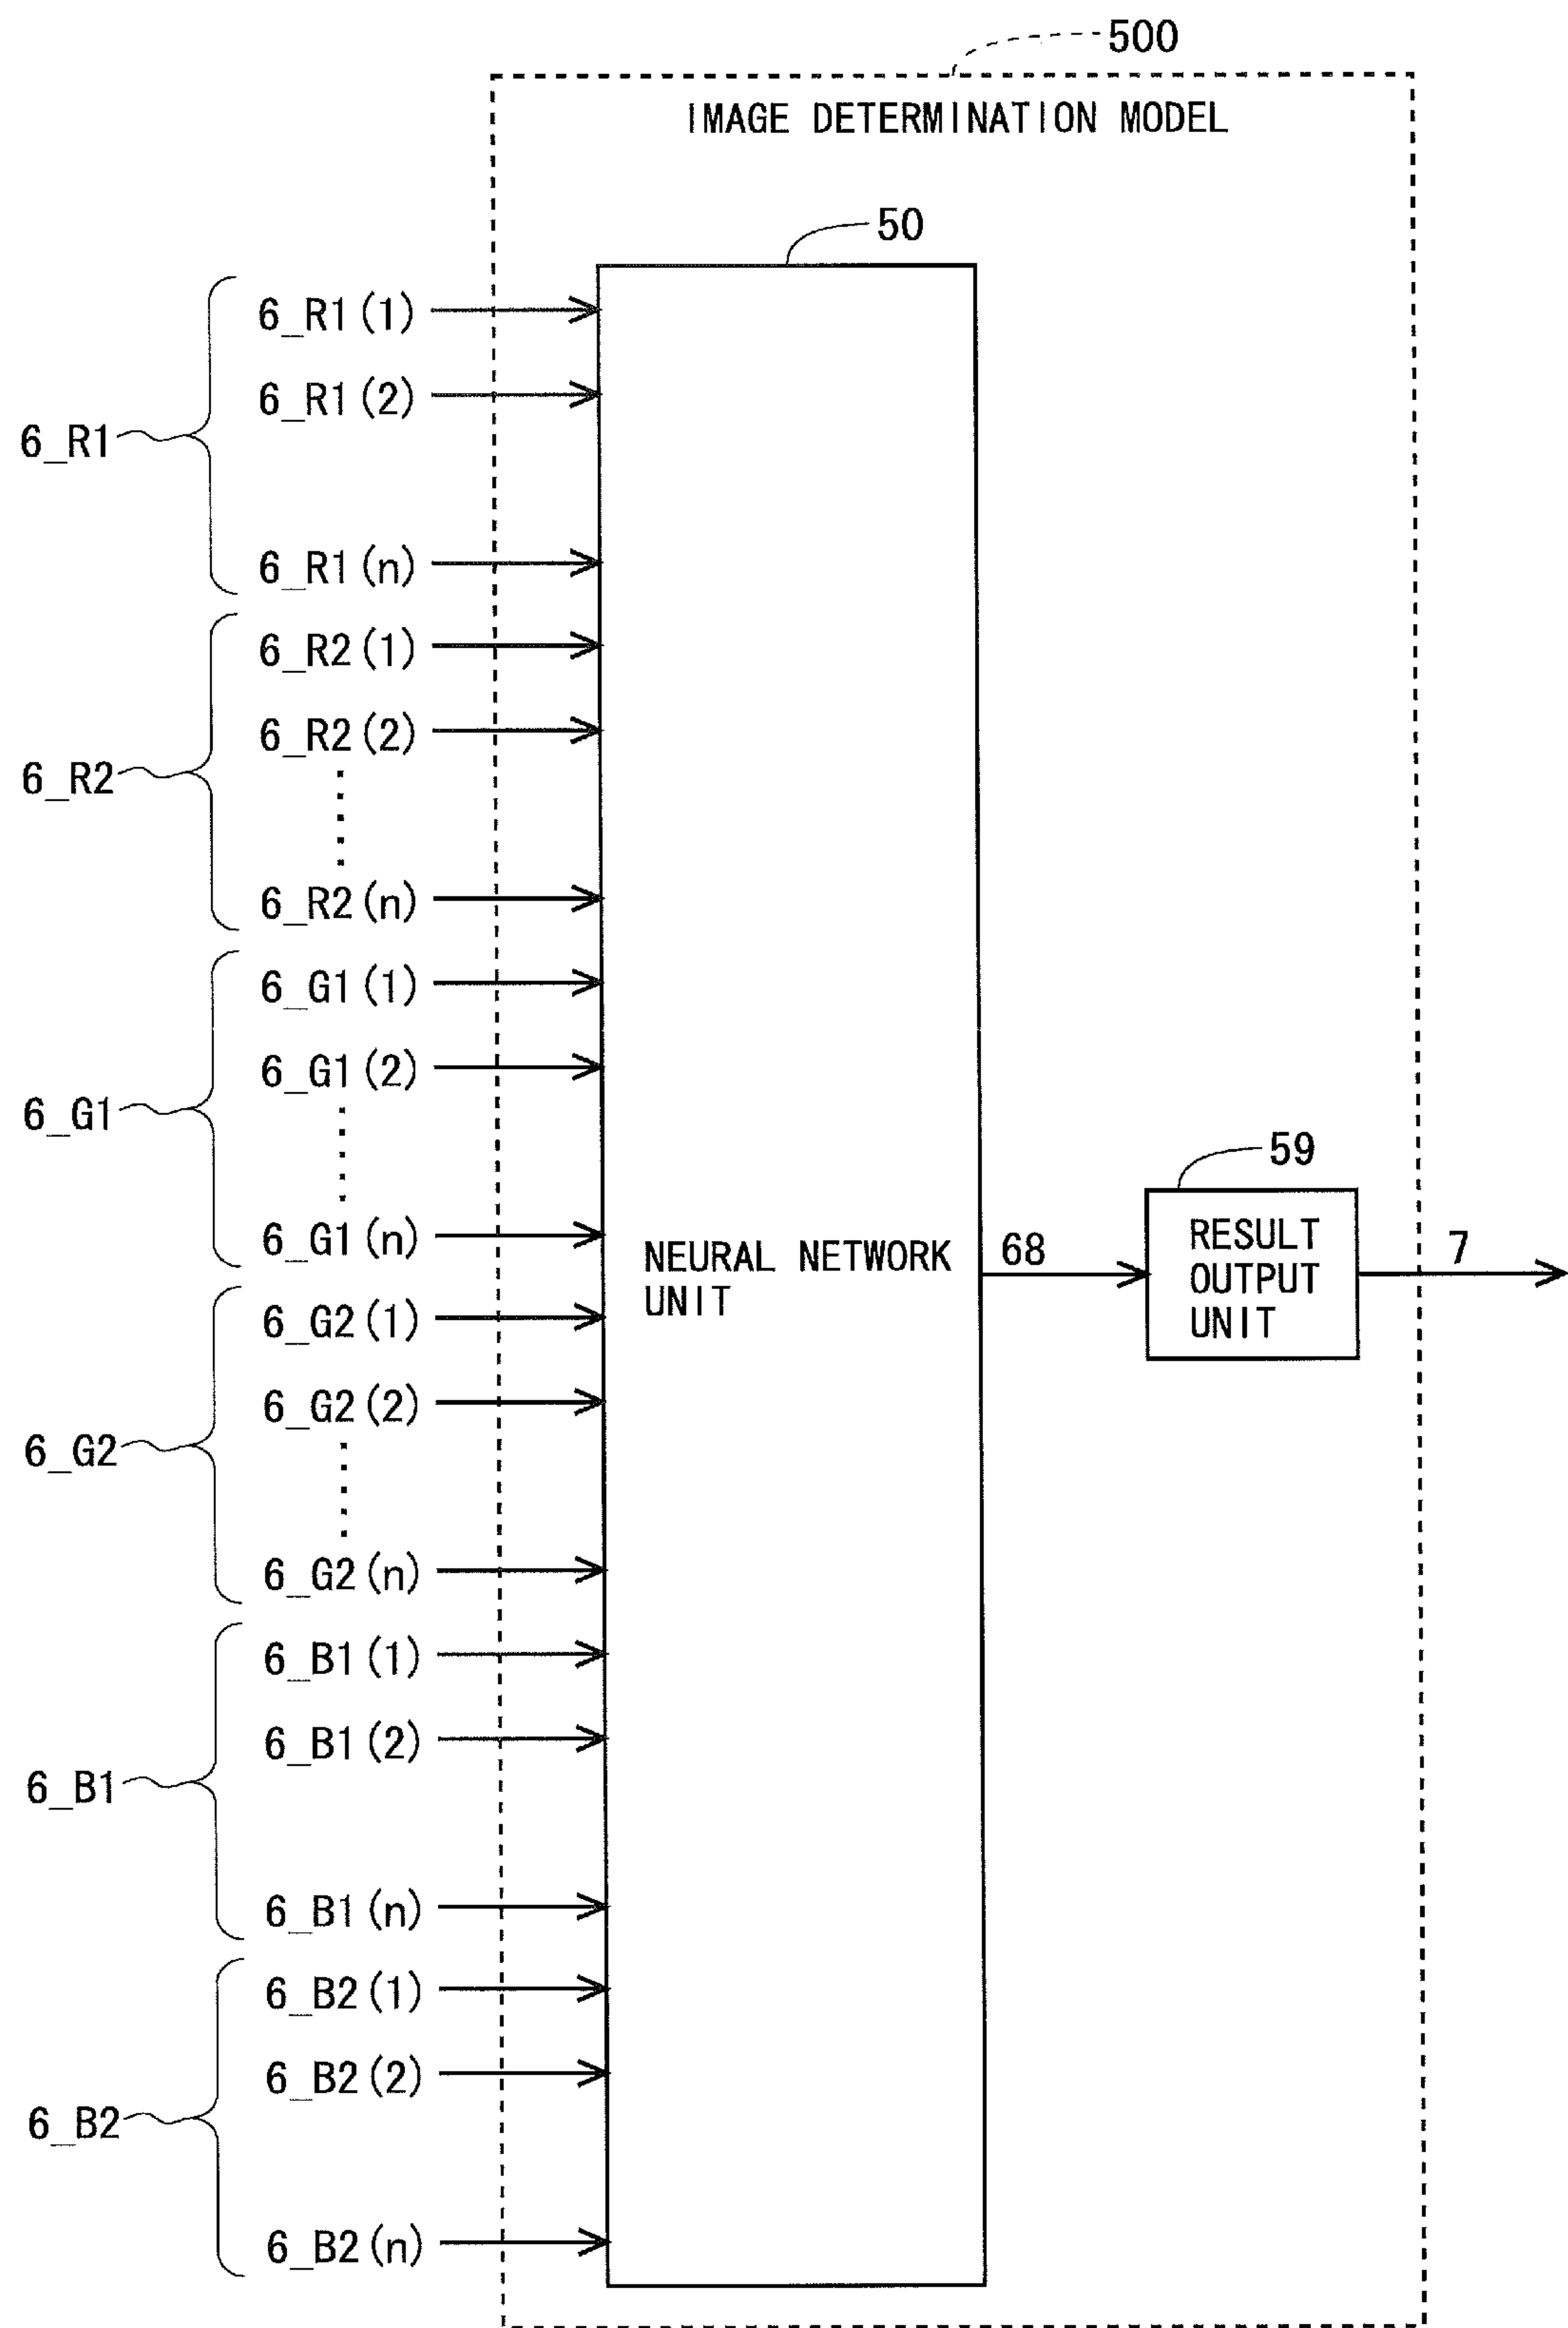 500
IMAGE DETERMINATION MODEL
50
6_R1
6_R1(1)
6_R1(2)
6_R1(n)
6_R2
6_R2(1)
6_R2(2)
6_R2(n)
6_G1
6_G1(1)
6_G1(2)
6_G1(n)
6_G2
6_G2(1)
6_G2(2)
6_G2(n)
6_B1
6_B1(1)
6_B1(2)
6_B1(n)
6_B2
6_B2(1)
6_B2(2)
6_B2(n)
NEURAL NETWORK
UNIT
68
59
RESULT
OUTPUT
UNIT
7